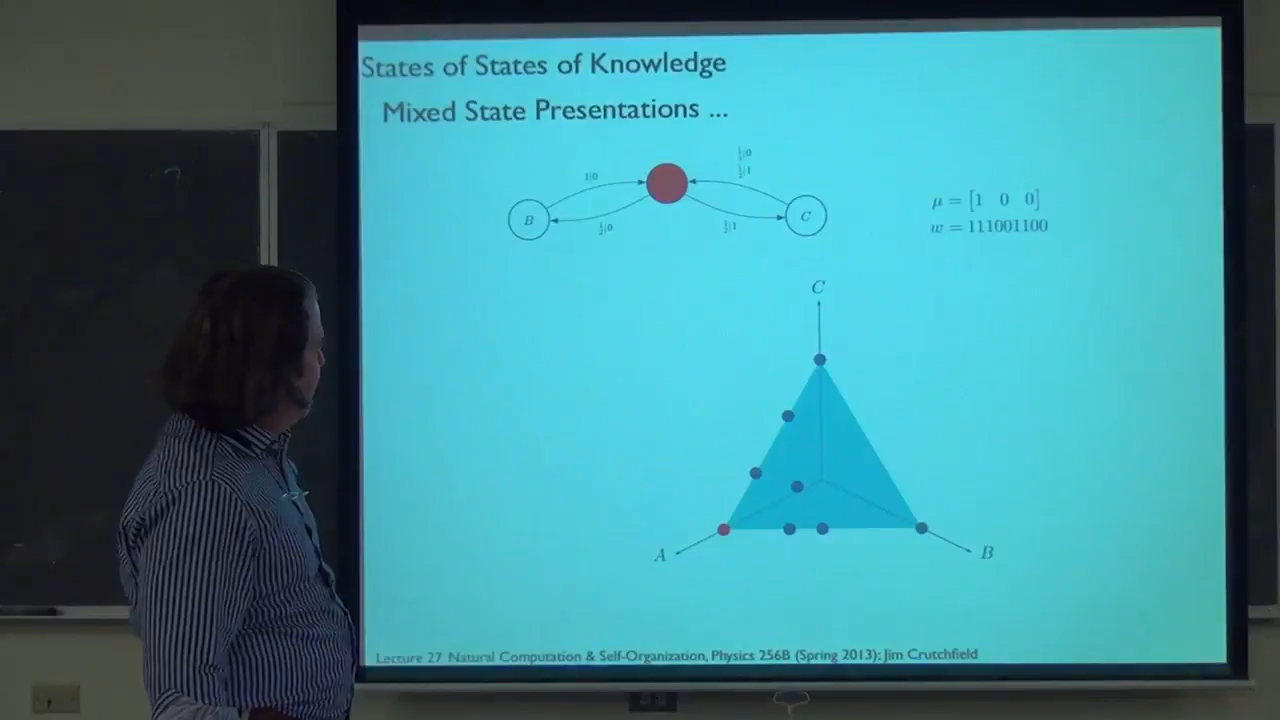 States of States of Knowledge
Mixed State Presentations ...
1|0
1/2|0
1/2|1
B
C
1/2|0
1/2|1
μ = [1 0 0]
w = 111001100
C
A
B
Lecture 27 Natural Computation & Self-Organization, Physics 256B (Spring 2013); Jim Crutchfield